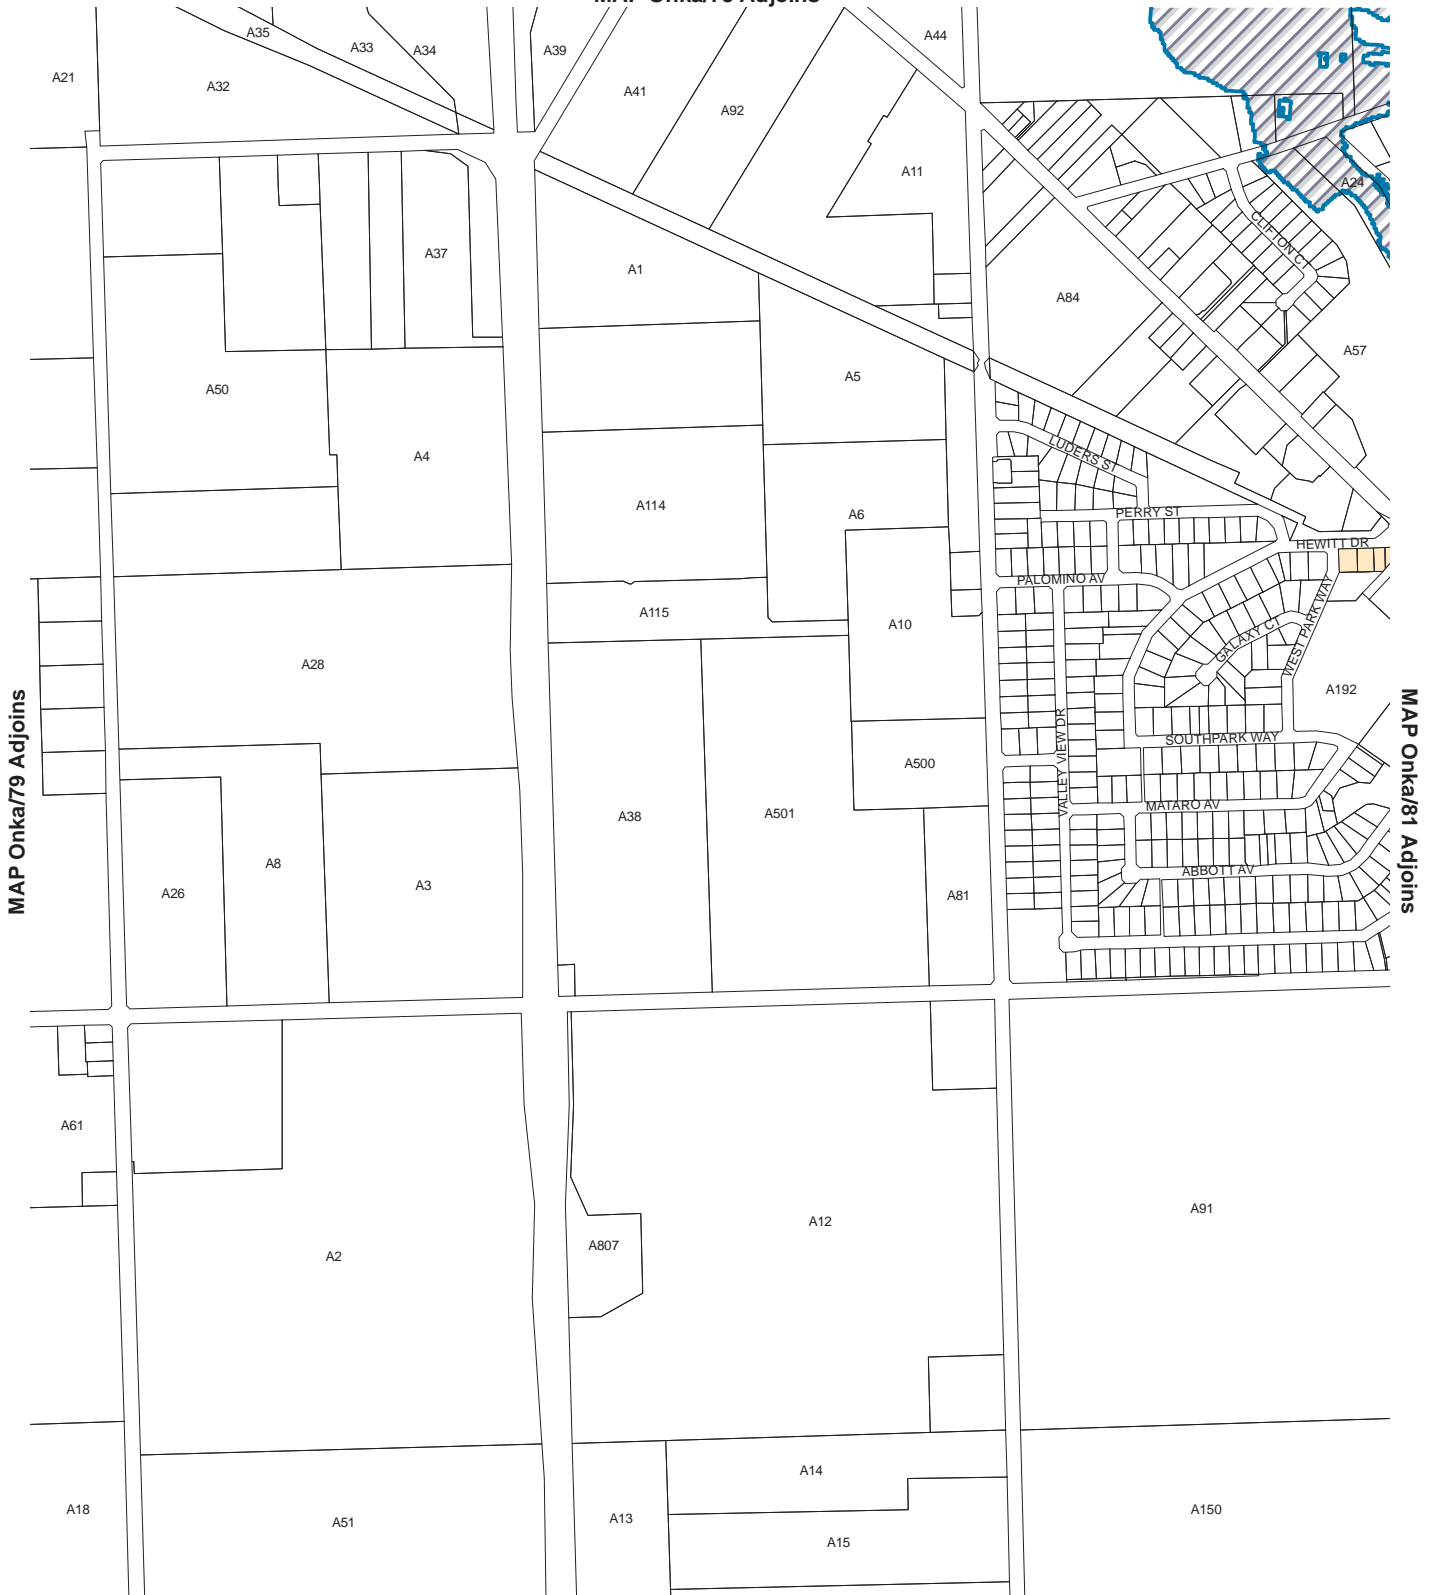 A35
A33
A34
A39
A44
A21
A32
A41
A92
A11
A24
CLIFTON CT
A37
A1
A84
A57
A50
A5
A4
LUDERS ST
A114
A6
PERRY ST
HEWITT DR
PALOMINO AV
A115
A10
GALAXY CT
WEST PARK WAY
A28
A192
MAP Onka/79 Adjoins
MAP Onka/81 Adjoins
VALLEY VIEW DR
SOUTHPARK WAY
A500
MATARO AV
A38
A501
A8
A26
A3
A81
ABBOTT AV
A61
A91
A12
A807
A2
A14
A18
A51
A13
A15
A150